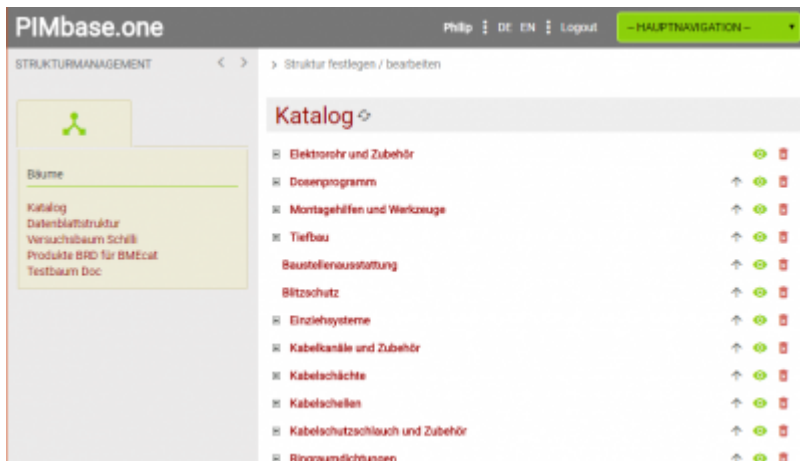 PIMbase.one
Philip DE EN Logout
-- HAUPTNAVIGATION --
STRUKTURMANAGEMENT < >
Bäume
Katalog
Datenblattstruktur
Versuchsbaum Schilli
Produkte BRD für BMEcat
Testbaum Doc
> Struktur festlegen / bearbeiten
Katalog
Elektrorohr und Zubehör
Dosenprogramm
Montagehilfen und Werkzeuge
Tiefbau
Baustellenausstattung
Blitzschutz
Einziehsysteme
Kabelkanäle und Zubehör
Kabelschächte
Kabelschellen
Kabelschutzschlauch und Zubehör
Ringraumdichtungen